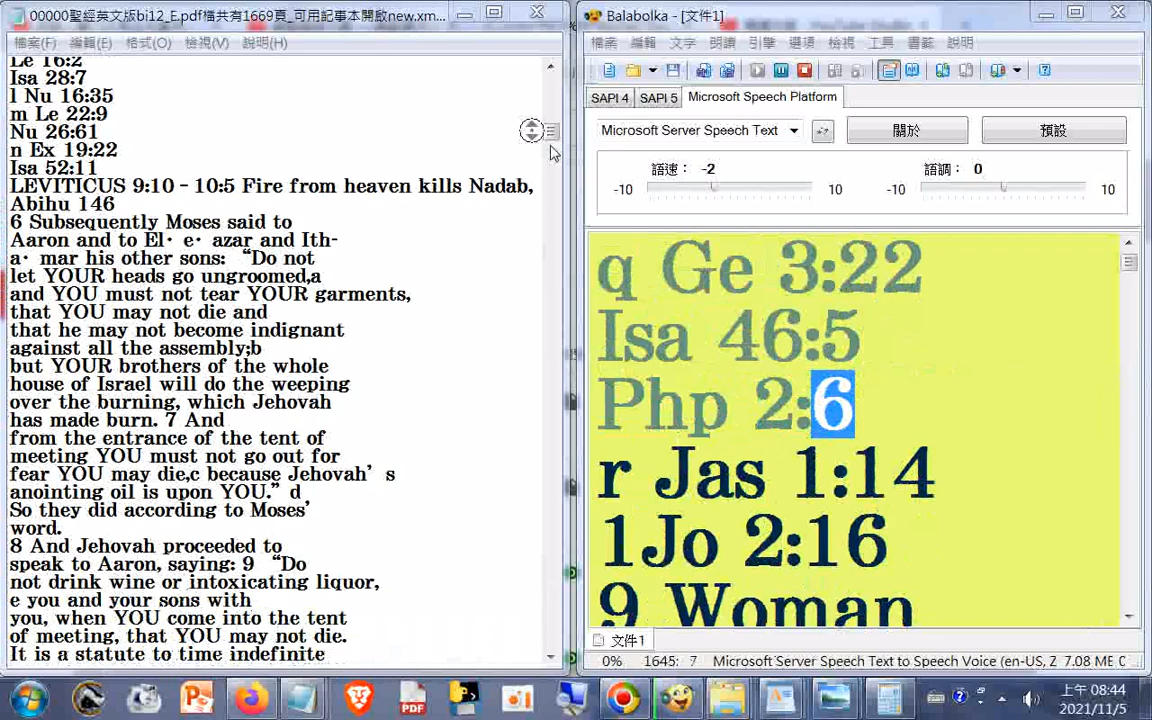 00000聖經英文版bi12_E.pdf檔共有1669頁_可用記事本開啟new.xm...
檔案(F) 編輯(E) 格式(O) 檢視(V) 說明(H)
Le 16:2
Isa 28:7
l Nu 16:35
m Le 22:9
Nu 26:61
n Ex 19:22
Isa 52:11
LEVITICUS 9:10–10:5 Fire from heaven kills Nadab,
Abihu 146
6 Subsequently Moses said to
Aaron and to El·e·azar and Ith-
a·mar his other sons: “Do not
let YOUR heads go ungroomed,a
and YOU must not tear YOUR garments,
that YOU may not die and
that he may not become indignant
against all the assembly;b
but YOUR brothers of the whole
house of Israel will do the weeping
over the burning, which Jehovah
has made burn. 7 And
from the entrance of the tent of
meeting YOU must not go out for
fear YOU may die,c because Jehovah’s
anointing oil is upon YOU.” d
So they did according to Moses’
word.
8 And Jehovah proceeded to
speak to Aaron, saying: 9 “Do
not drink wine or intoxicating liquor,
e you and your sons with
you, when YOU come into the tent
of meeting, that YOU may not die.
It is a statute to time indefinite
Balabolka - [文件1]
檔案 編輯 文字 朗讀 引擎 選項 檢視 工具 書籤 說明
SAPI 4 SAPI 5 Microsoft Speech Platform
Microsoft Server Speech Text 關於 預設
語速: -2 語調: 0
-10 10 -10 10
q Ge 3:22
Isa 46:5
Php 2:6
r Jas 1:14
1Jo 2:16
9 Woman
文件1
0% 1645: 7 Microsoft Server Speech Text to Speech Voice (en-US, Z 7.08 ME
上午 08:44
2021/11/5